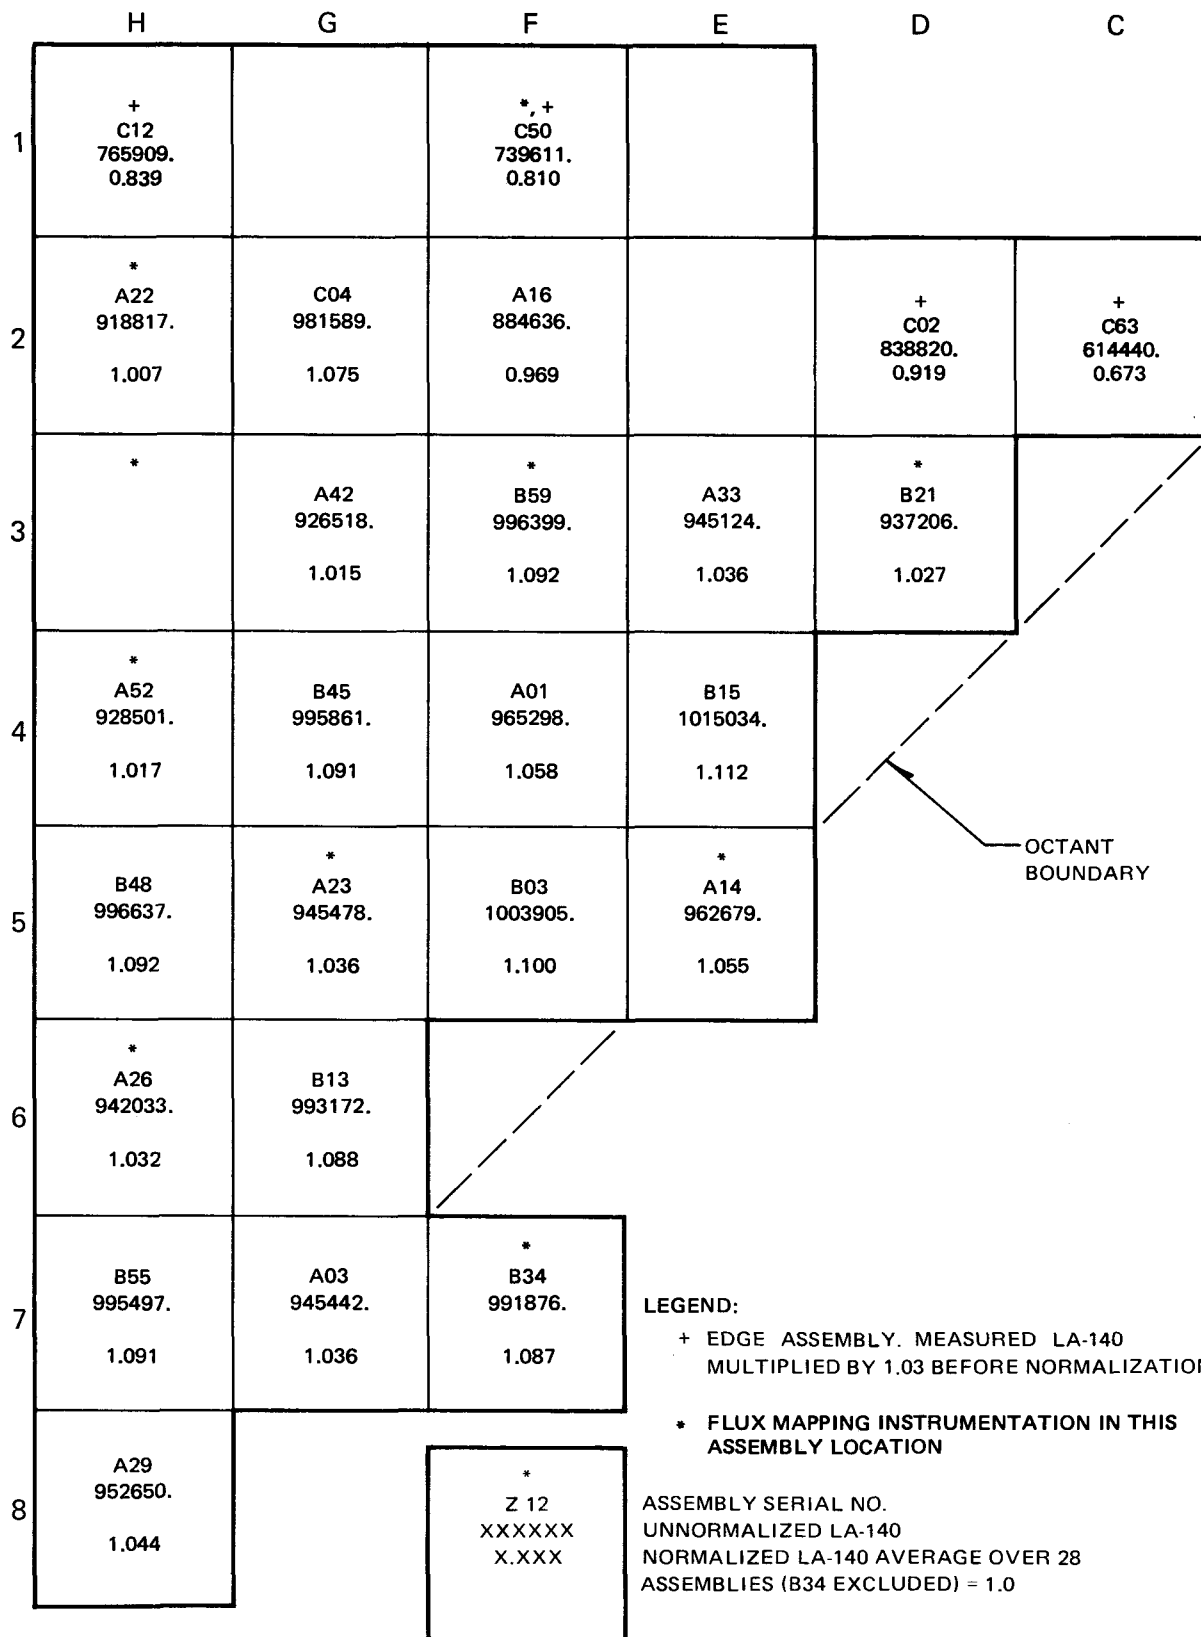 H G F E D C
1
+
C12
765909.
0.839
*, +
C50
739611.
0.810
2
*
A22
918817.
1.007
C04
981589.
1.075
A16
884636.
0.969
+
C02
838820.
0.919
+
C63
614440.
0.673
3
*
A42
926518.
1.015
*
B59
996399.
1.092
A33
945124.
1.036
*
B21
937206.
1.027
4
*
A52
928501.
1.017
B45
995861.
1.091
A01
965298.
1.058
B15
1015034.
1.112
OCTANT
BOUNDARY
5
B48
996637.
1.092
*
A23
945478.
1.036
B03
1003905.
1.100
*
A14
962679.
1.055
6
*
A26
942033.
1.032
B13
993172.
1.088
7
B55
995497.
1.091
A03
945442.
1.036
*
B34
991876.
1.087
8
A29
952650.
1.044
LEGEND:
+ EDGE ASSEMBLY. MEASURED LA-140
MULTIPLIED BY 1.03 BEFORE NORMALIZATION
* FLUX MAPPING INSTRUMENTATION IN THIS
ASSEMBLY LOCATION
*
Z 12
XXXXXX
X.XXX
ASSEMBLY SERIAL NO.
UNNORMALIZED LA-140
NORMALIZED LA-140 AVERAGE OVER 28
ASSEMBLIES (B34 EXCLUDED) = 1.0